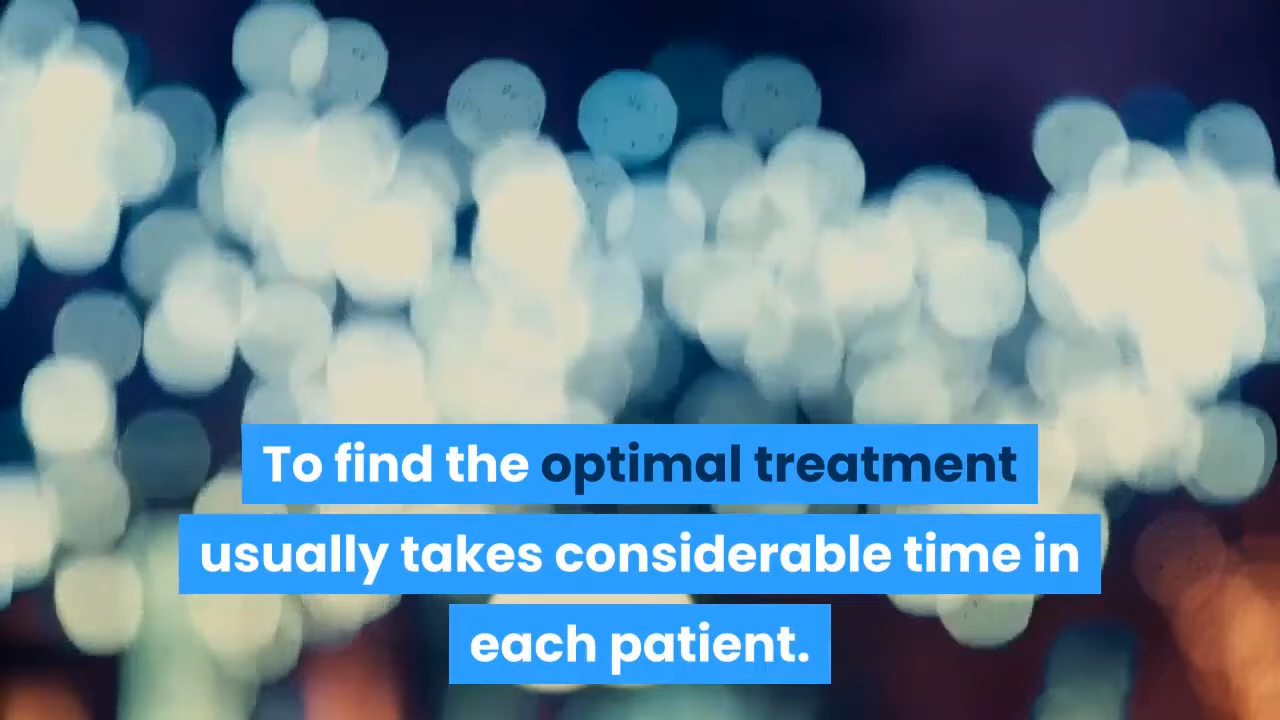 To find the optimal treatment
usually takes considerable time in
each patient.